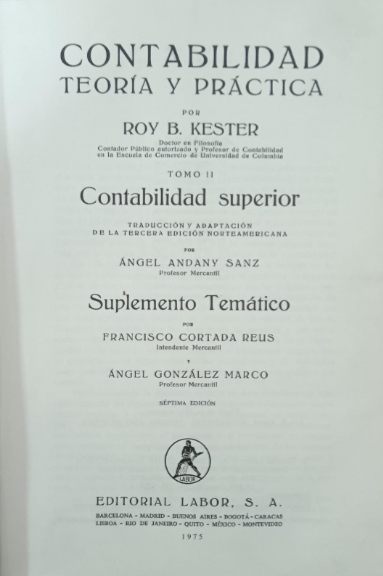 CONTABILIDAD
TEORÍA Y PRÁCTICA
POR
ROY B. KESTER
Doctor en Filosofía
Contador Público autorizado y Profesor de Contabilidad
en la Escuela de Comercio de Universidad de Columbia
TOMO II
Contabilidad superior
TRADUCCIÓN Y ADAPTACIÓN
DE LA TERCERA EDICIÓN NORTEAMERICANA
POR
ÁNGEL ANDANY SANZ
Profesor Mercantil
Suplemento Temático
POR
FRANCISCO CORTADA REUS
Intendente Mercantil
Y
ÁNGEL GONZÁLEZ MARCO
Profesor Mercantil
SÉPTIMA EDICIÓN
LABOR
EDITORIAL LABOR, S. A.
BARCELONA - MADRID - BUENOS AIRES - BOGOTÁ - CARACAS
LISBOA - RIO DE JANEIRO - QUITO - MÉXICO - MONTEVIDEO
1975